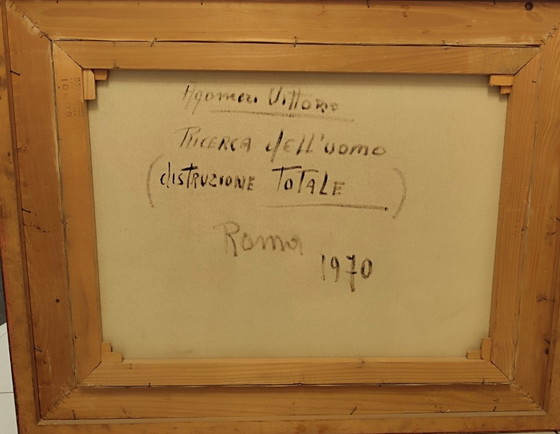 Vittorio
RICERCA dell'uomo
(distruzione TOTALE)
Roma
1970